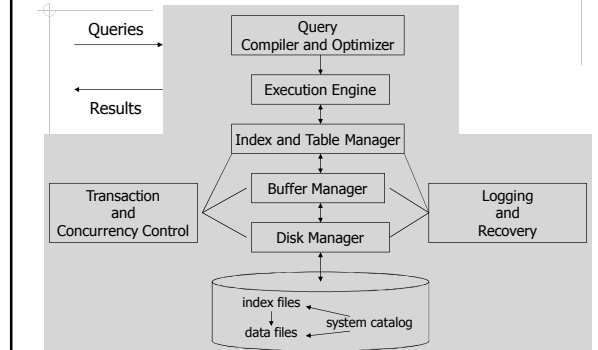 Queries
Query
Compiler and Optimizer
Execution Engine
Results
Index and Table Manager
Buffer Manager
Transaction
and
Concurrency Control
Logging
and
Recovery
Disk Manager
index files
system catalog
data files